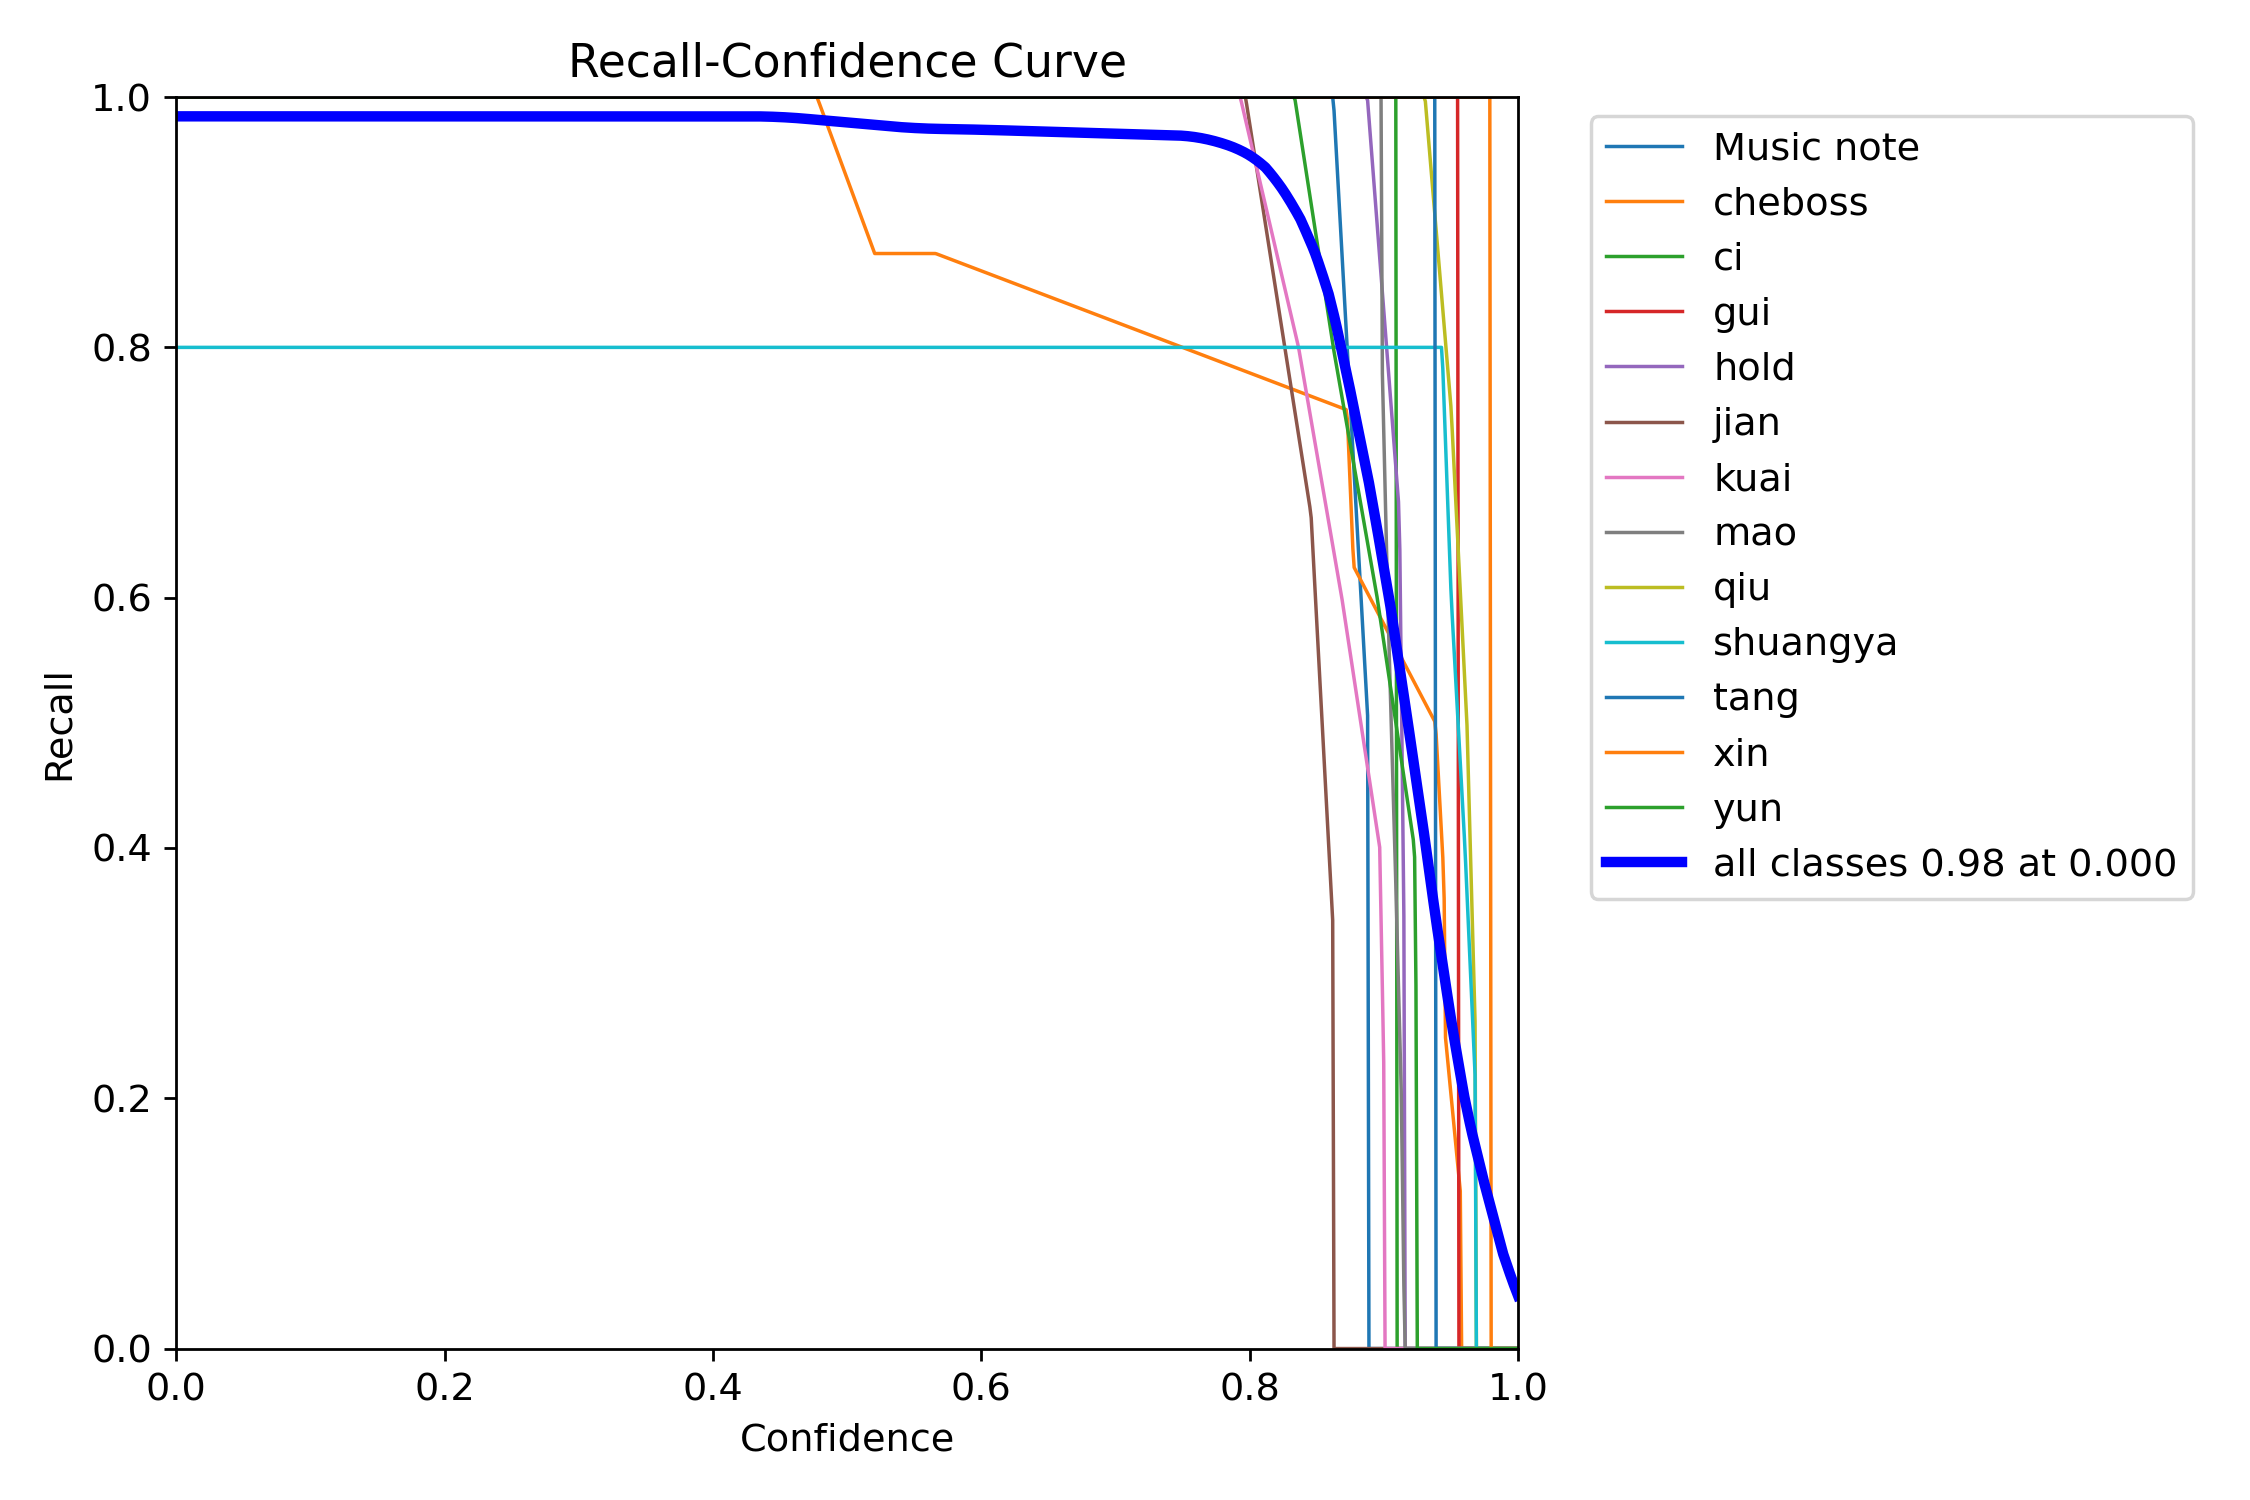 Recall-Confidence Curve
1.0
0.8
0.6
0.4
0.2
0.0
Recall
0.0 0.2 0.4 0.6 0.8 1.0
Confidence
Music note
cheboss
ci
gui
hold
jian
kuai
mao
qiu
shuangya
tang
xin
yun
all classes 0.98 at 0.000